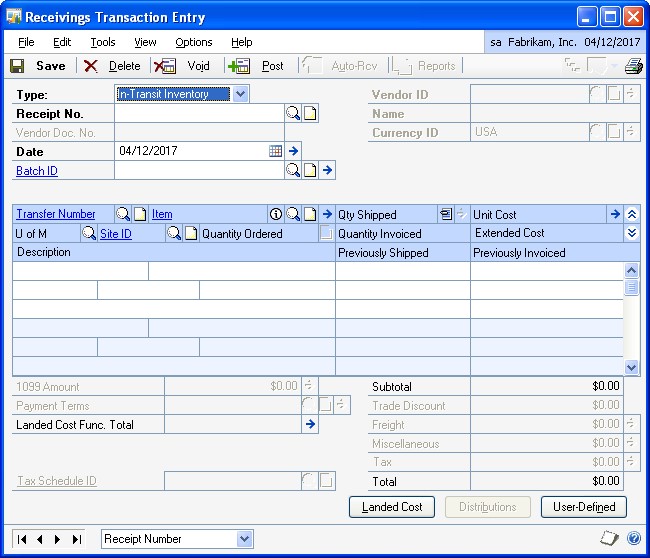 Receivings Transaction Entry
File Edit Tools View Options Help sa Fabrikam, Inc. 04/12/2017
Save Delete Void Post Auto-Rcv Reports
Type: In-Transit Inventory
Receipt No.
Vendor Doc. No.
Date 04/12/2017
Batch ID
Vendor ID
Name
Currency ID USA
Transfer Number Item Qty Shipped Unit Cost
U of M Site ID Quantity Ordered Quantity Invoiced Extended Cost
Description Previously Shipped Previously Invoiced
1099 Amount $0.00
Payment Terms
Landed Cost Func. Total
Tax Schedule ID
Subtotal $0.00
Trade Discount $0.00
Freight $0.00
Miscellaneous $0.00
Tax $0.00
Total $0.00
Landed Cost Distributions User-Defined
Receipt Number